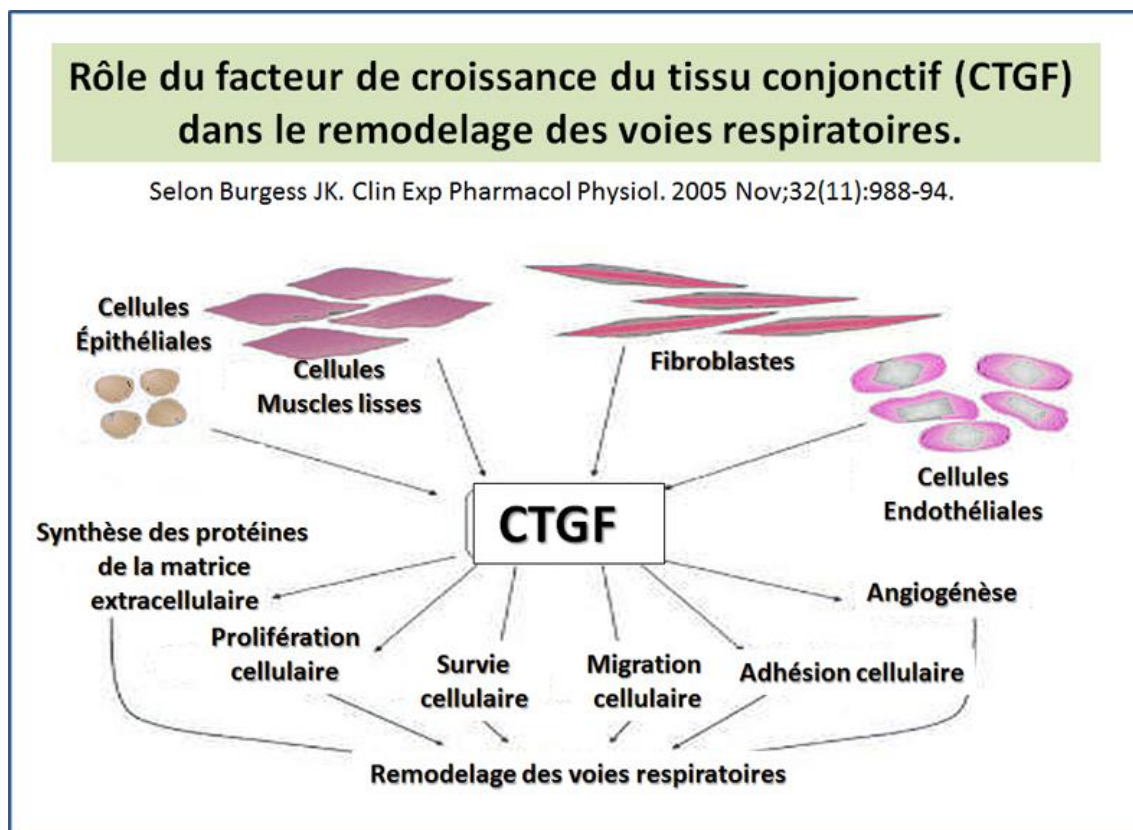 Rôle du facteur de croissance du tissu conjonctif (CTGF)
dans le remodelage des voies respiratoires.
Selon Burgess JK. Clin Exp Pharmacol Physiol. 2005 Nov;32(11):988-94.
Cellules
Épithéliales
Cellules
Muscles lisses
Fibroblastes
Cellules
Endothéliales
CTGF
Synthèse des protéines
de la matrice
extracellulaire
Prolifération
cellulaire
Survie
cellulaire
Migration
cellulaire
Adhésion cellulaire
Angiogénèse
Remodelage des voies respiratoires